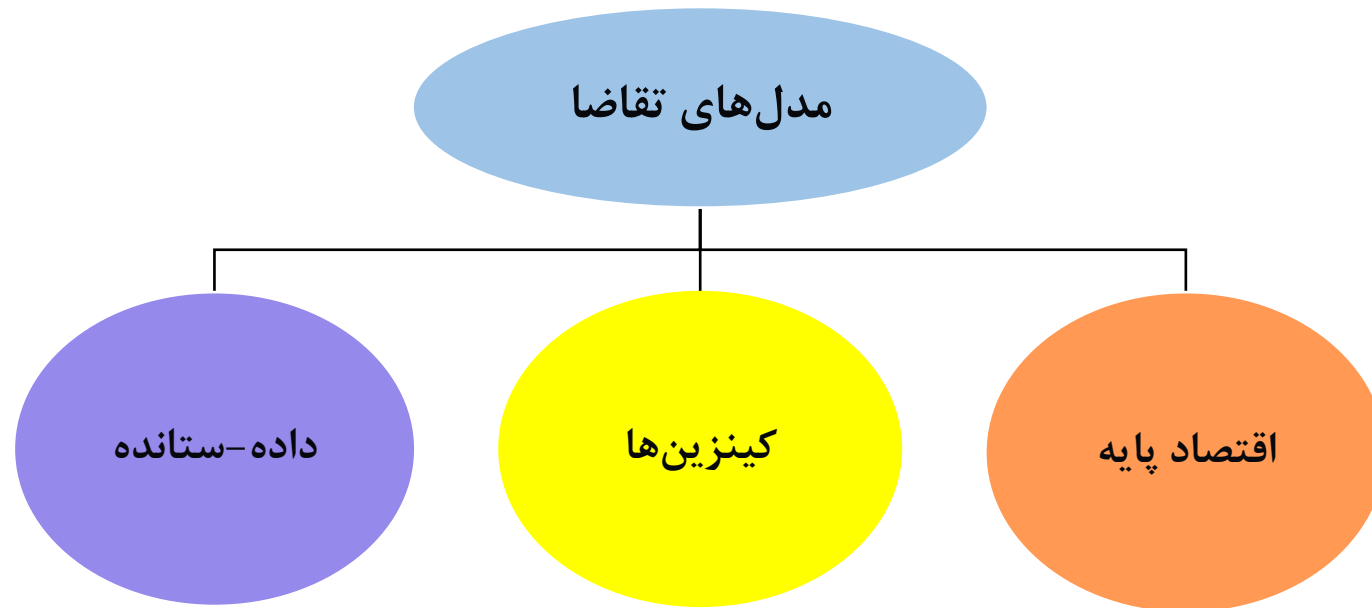 مدل‌های تقاضا
اقتصاد پایه
کینزین‌ها
داده-ستانده